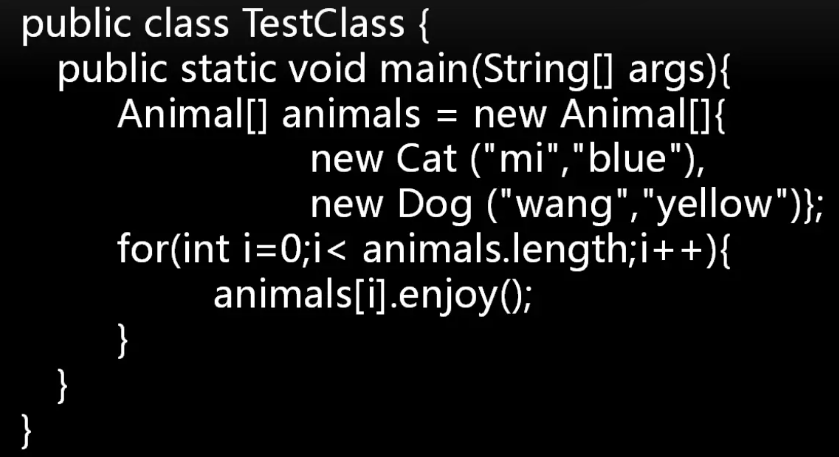 public class TestClass {
public static void main(String[] args){
Animal[] animals = new Animal[]{
new Cat ("mi","blue"),
new Dog ("wang","yellow")};
for(int i=0;i< animals.length;i++){
animals[i].enjoy();
}
}
}